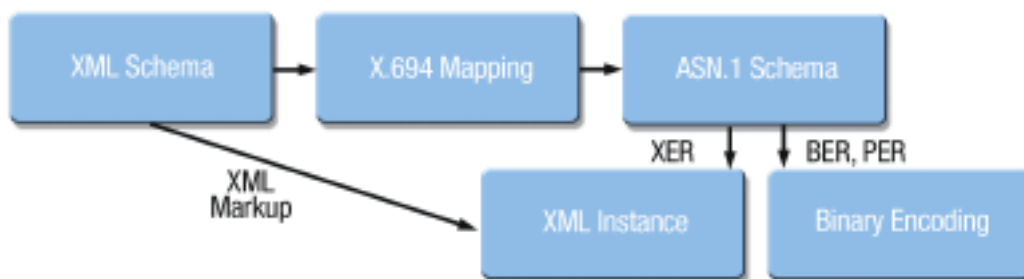 XML Schema
X.694 Mapping
ASN.1 Schema
XER
BER, PER
XML
Markup
XML Instance
Binary Encoding